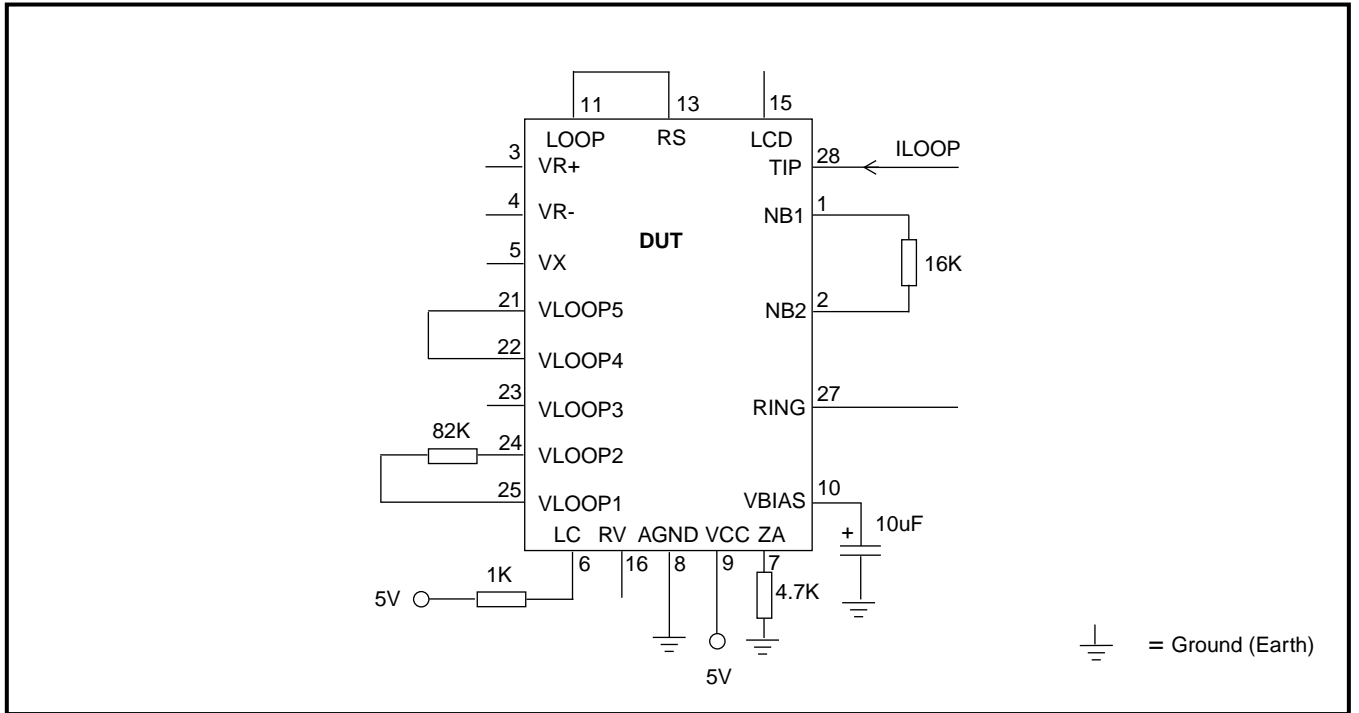 11 13 15
LOOP RS LCD
3 VR+
TIP 28 ILOOP
4 VR-
NB1 1
DUT
5 VX
16K
21 VLOOP5
NB2 2
22 VLOOP4
23 VLOOP3
RING 27
82K 24 VLOOP2
25 VLOOP1
VBIAS 10
+ 10uF
LC RV AGND VCC ZA
6 16 8 9 7
1K
4.7K
5V
5V
= Ground (Earth)